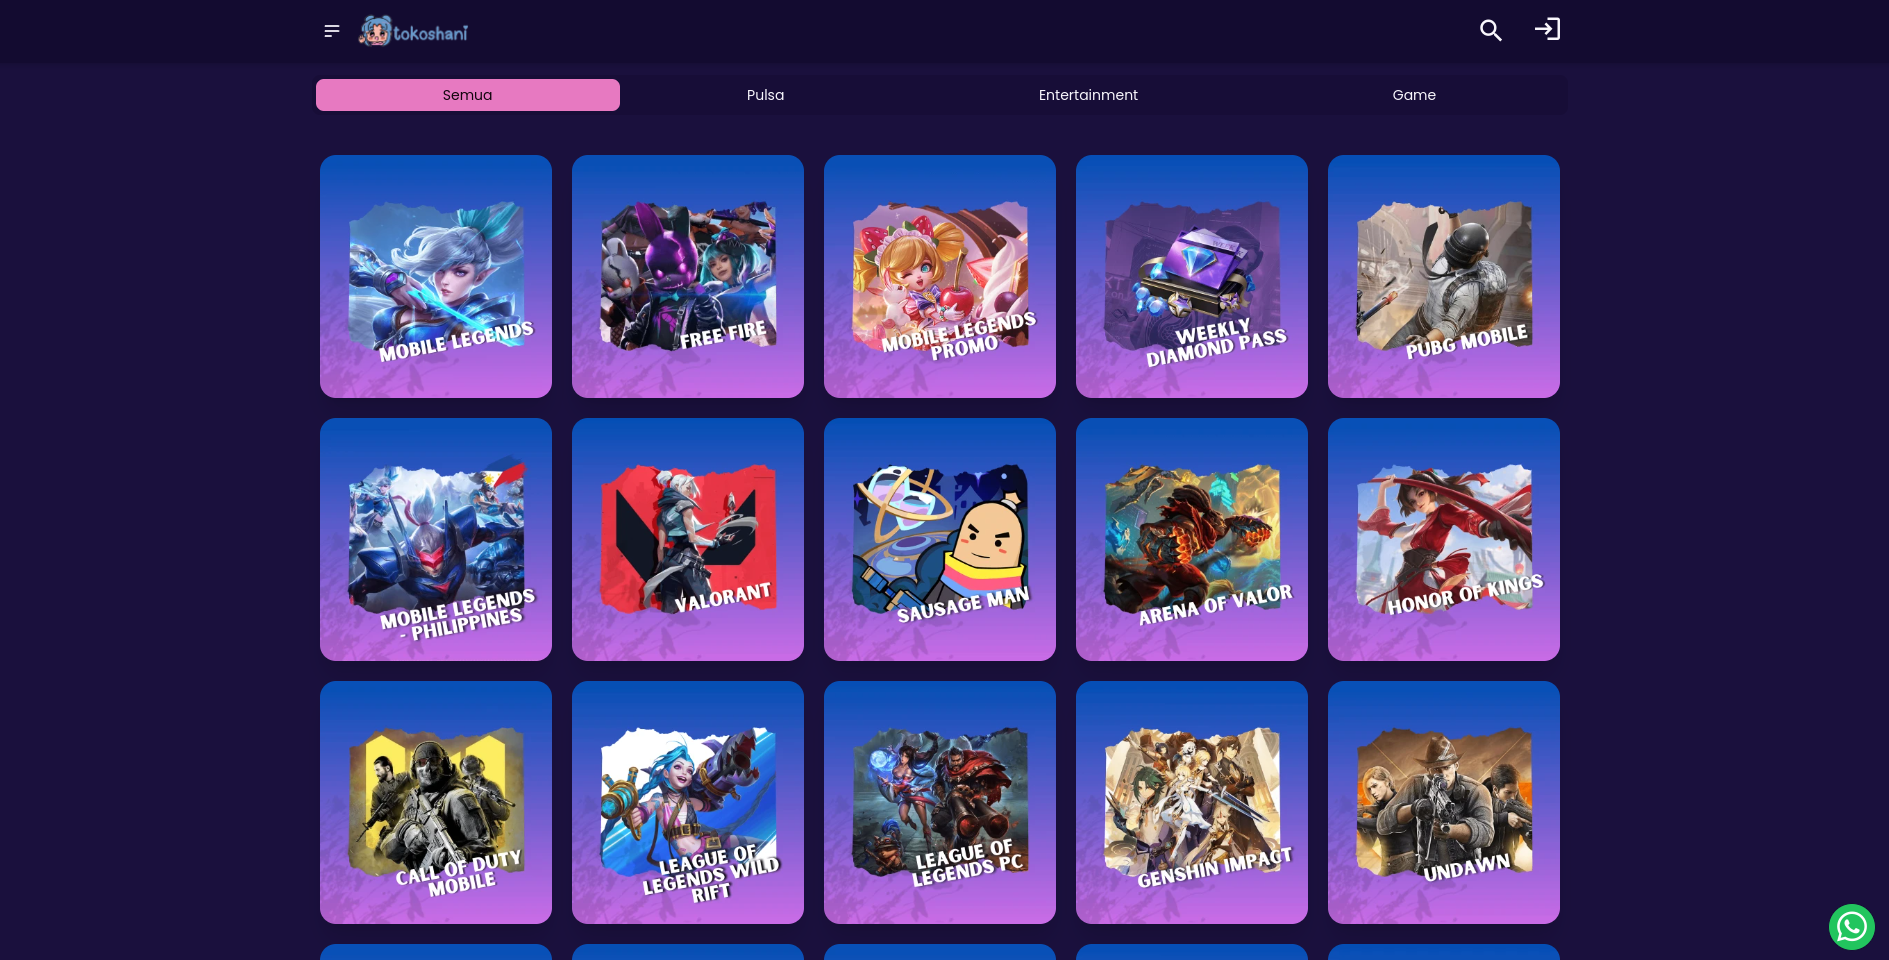 tokoshani
Semua
Pulsa
Entertainment
Game
MOBILE LEGENDS
FREE FIRE
MOBILE LEGENDS
PROMO
WEEKLY
DIAMOND PASS
PUBG MOBILE
MOBILE LEGENDS
- PHILIPPINES
VALORANT
SAUSAGE MAN
ARENA OF VALOR
HONOR OF KINGS
CALL OF DUTY
MOBILE
LEAGUE OF
LEGENDS WILD
RIFT
LEAGUE OF
LEGENDS PC
GENSHIN IMPACT
UNDAWN